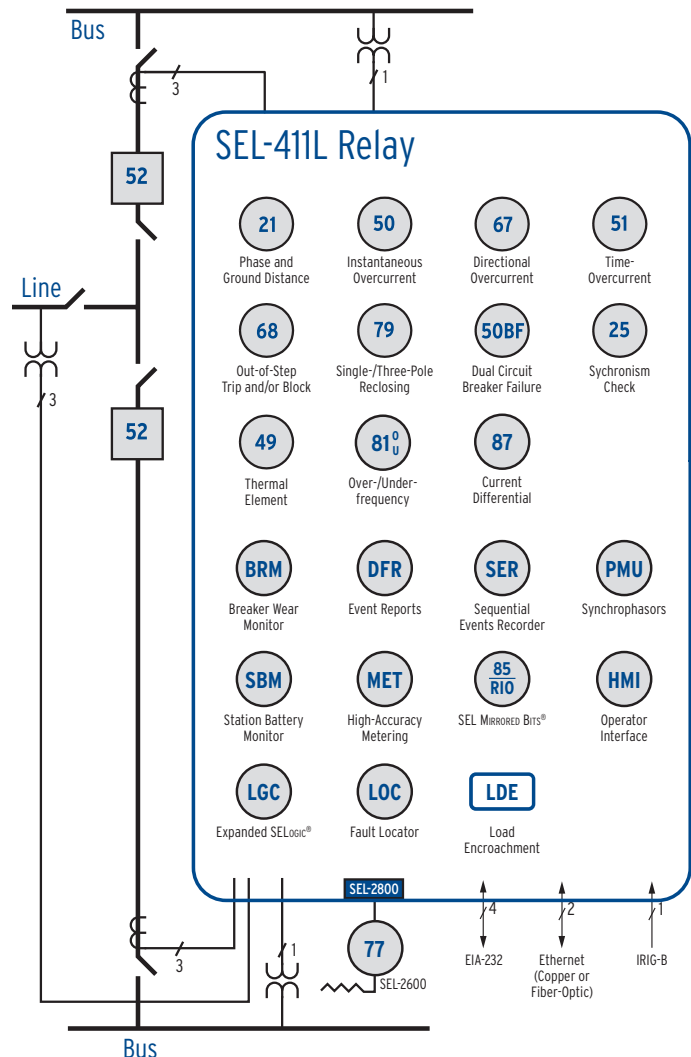 Bus
3
1
SEL-411L Relay
52
21
50
67
51
Phase and
Ground Distance
Instantaneous
Overcurrent
Directional
Overcurrent
Time-
Overcurrent
Line
68
79
50BF
25
Out-of-Step
Trip and/or Block
Single-/Three-Pole
Reclosing
Dual Circuit
Breaker Failure
Sychronism
Check
3
52
49
81 O U
87
Thermal
Element
Over-/Under-
frequency
Current
Differential
BRM
DFR
SER
PMU
Breaker Wear
Monitor
Event Reports
Sequential
Events Recorder
Synchrophasors
SBM
MET
85
RIO
HMI
Station Battery
Monitor
High-Accuracy
Metering
SEL MIRRORED BITS®
Operator
Interface
LGC
LOC
LDE
Expanded SELOGIC®
Fault Locator
Load
Encroachment
SEL-2800
4
2
1
3
1
77
SEL-2600
EIA-232
Ethernet
(Copper or
Fiber-Optic)
IRIG-B
Bus